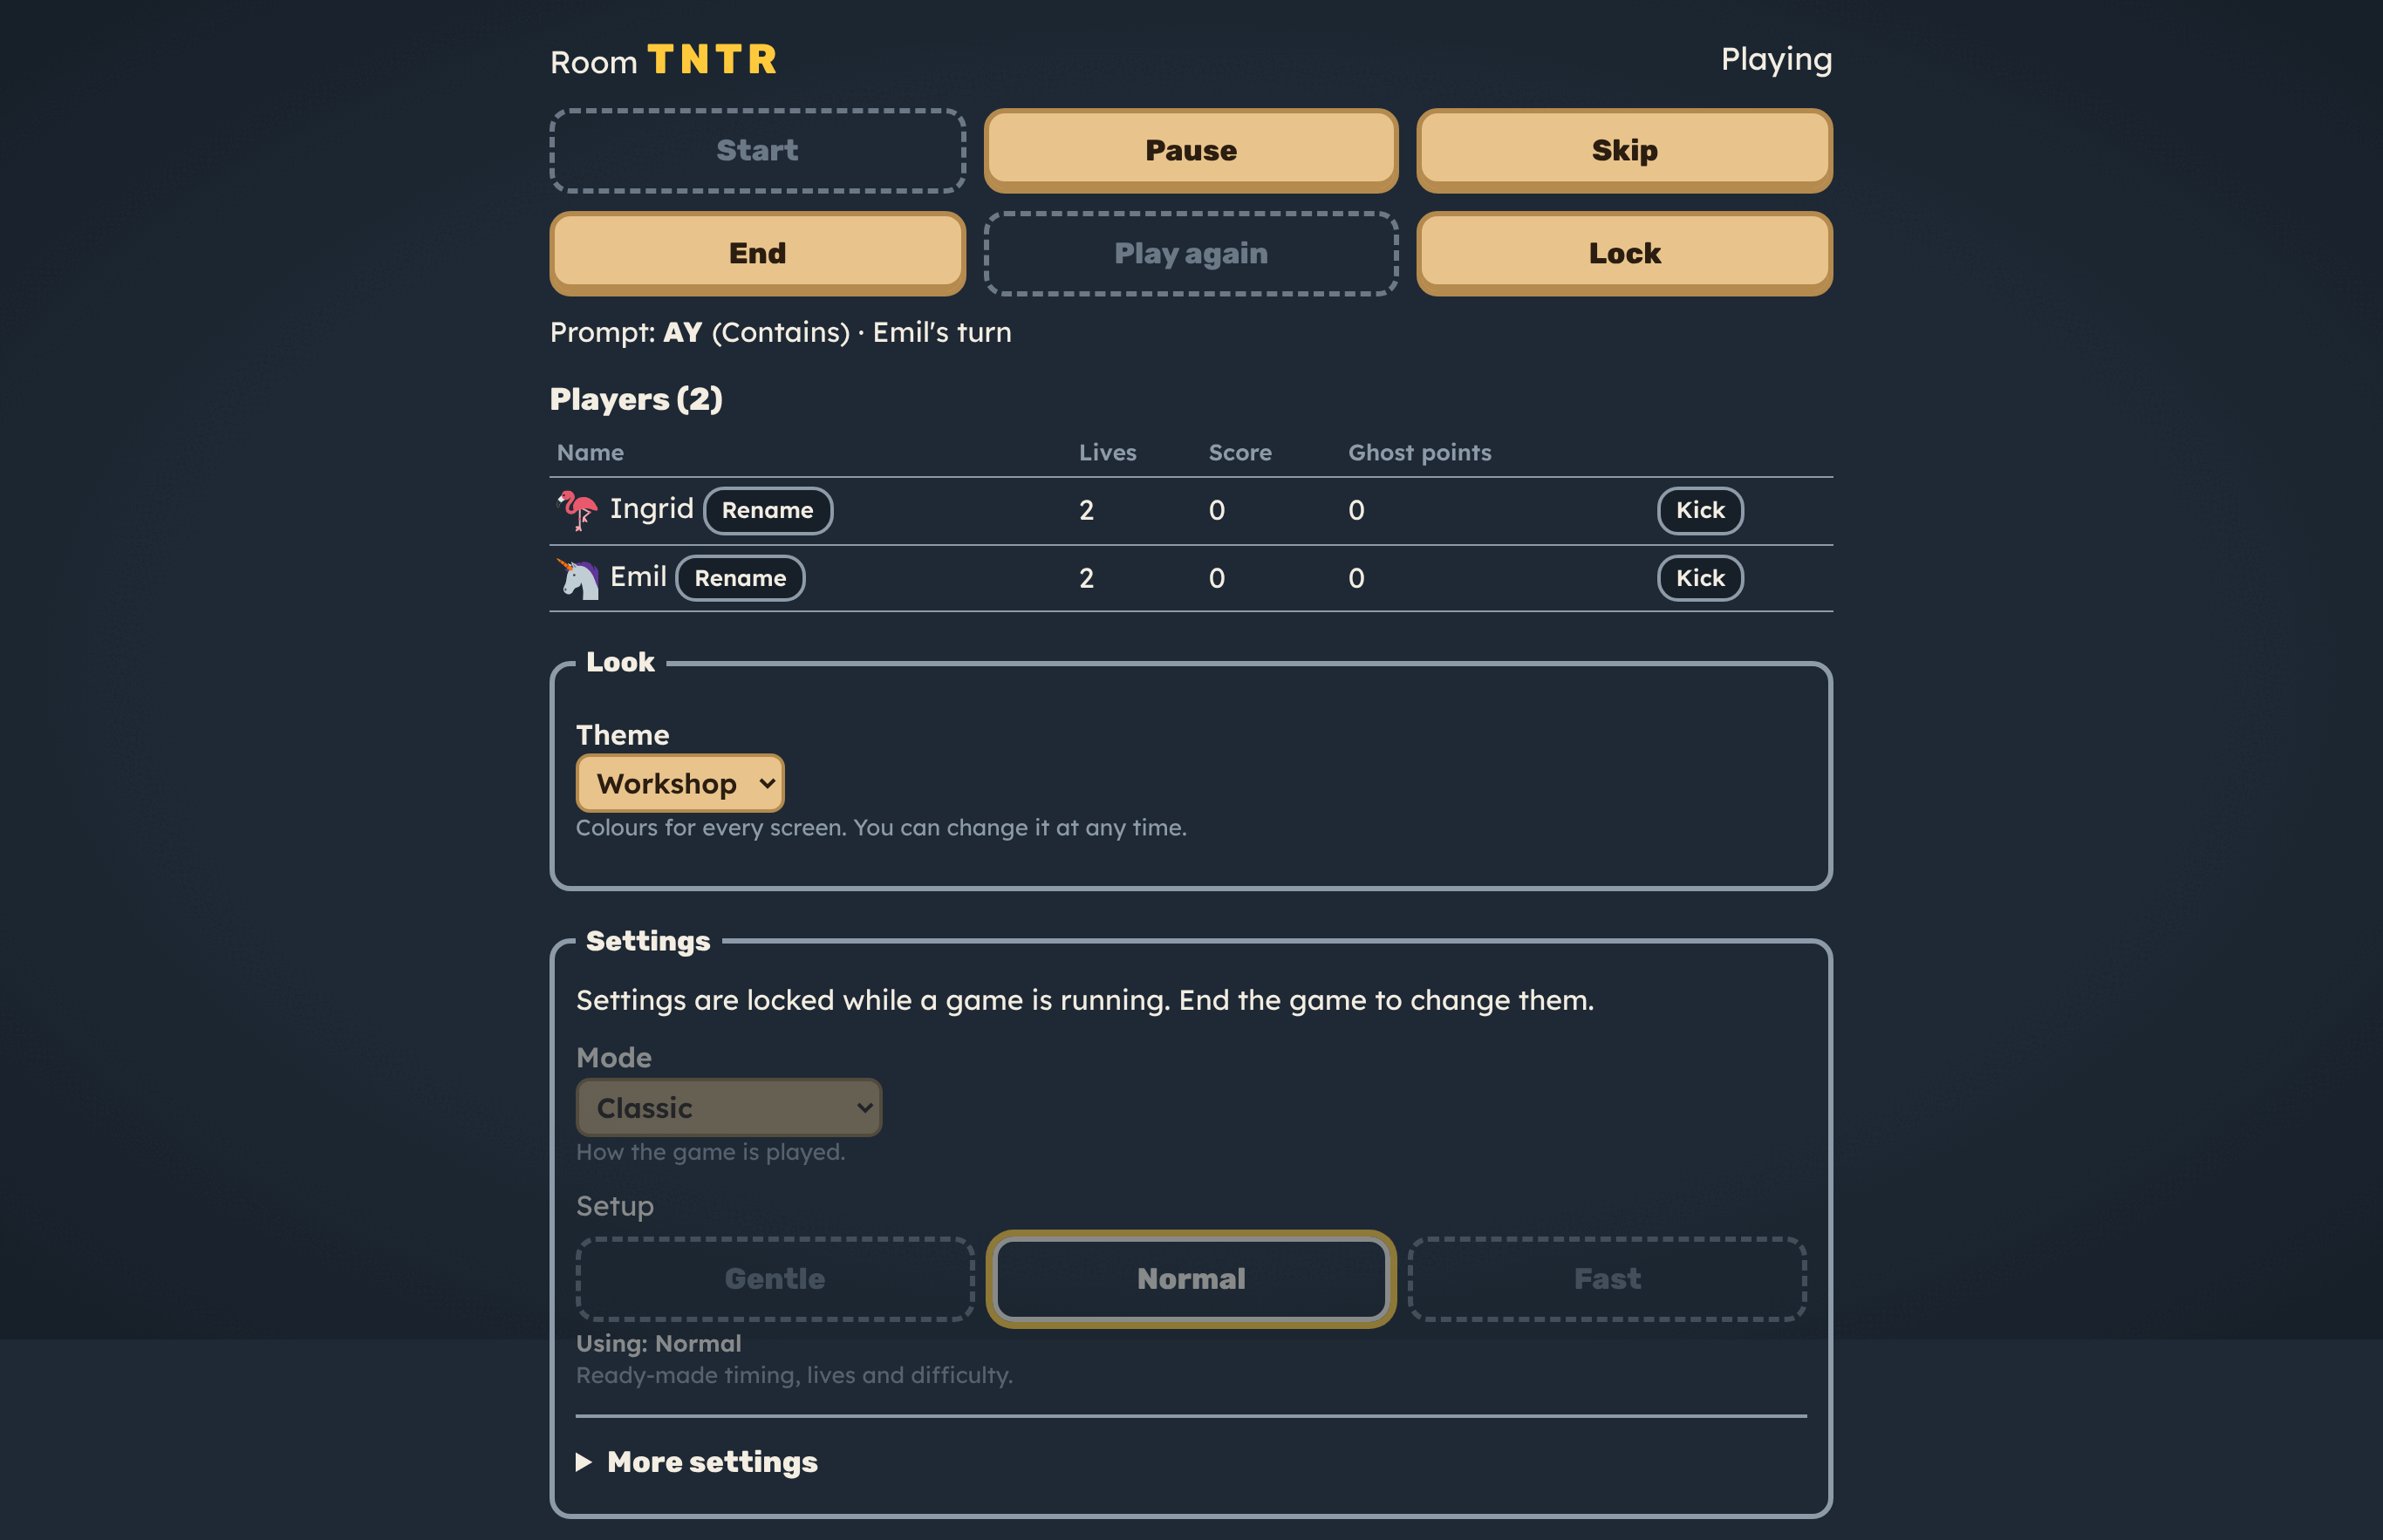 Room TNTR Playing
Start Pause Skip
End Play again Lock
Prompt: AY (Contains) · Emil's turn
Players (2)
Name Lives Score Ghost points
Ingrid Rename 2 0 0 Kick
Emil Rename 2 0 0 Kick
Look
Theme
Workshop
Colours for every screen. You can change it at any time.
Settings
Settings are locked while a game is running. End the game to change them.
Mode
Classic
How the game is played.
Setup
Gentle Normal Fast
Using: Normal
Ready-made timing, lives and difficulty.
More settings